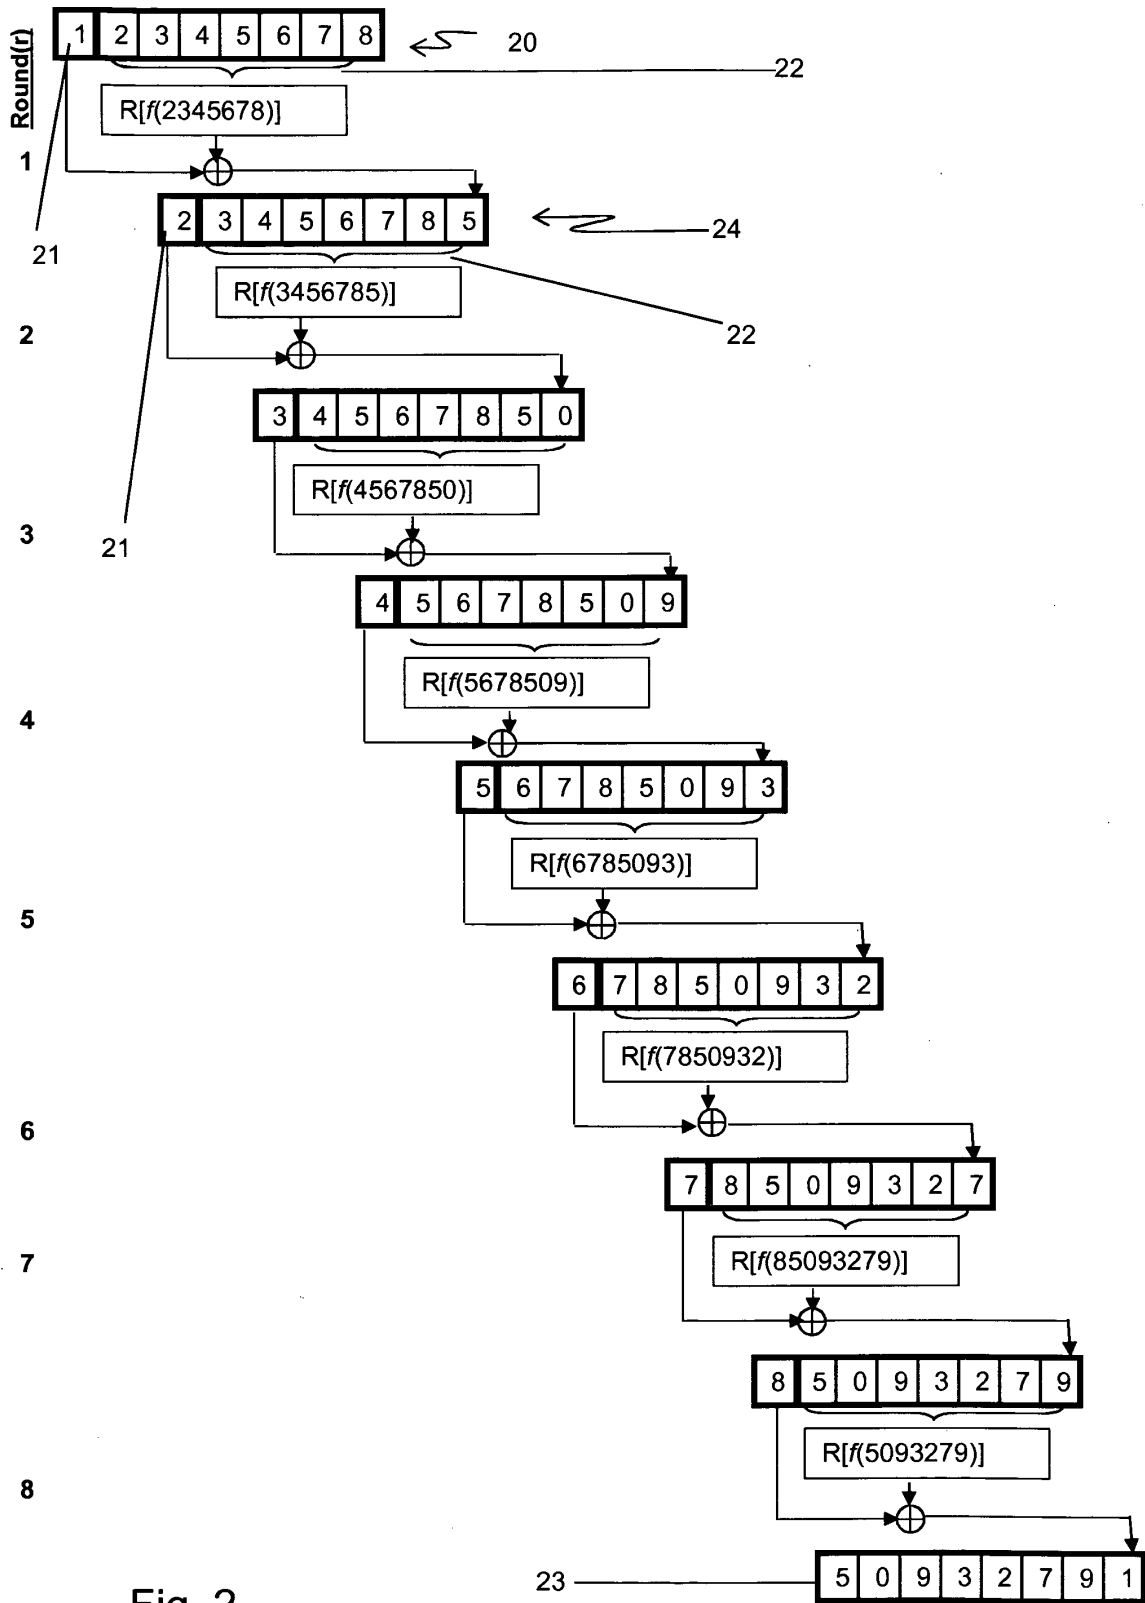 Round(r)
1 2 3 4 5 6 7 8
20
22
R[f(2345678)]
1
2 3 4 5 6 7 8 5
24
21
R[f(3456785)]
22
2
3 4 5 6 7 8 5 0
R[f(4567850)]
3
21
4 5 6 7 8 5 0 9
R[f(5678509)]
4
5 6 7 8 5 0 9 3
R[f(6785093)]
5
6 7 8 5 0 9 3 2
R[f(7850932)]
6
7 8 5 0 9 3 2 7
R[f(85093279)]
7
8 5 0 9 3 2 7 9
R[f(5093279)]
8
5 0 9 3 2 7 9 1
23
Fig. 2